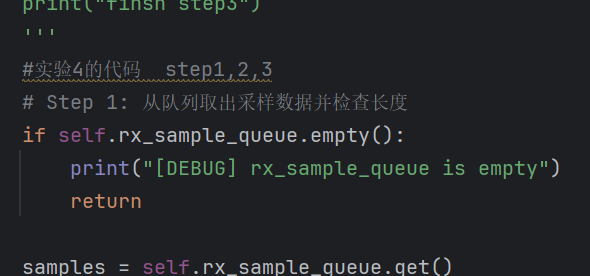 print("finsh step3")
'''
#实验4的代码  step1,2,3
# Step 1: 从队列取出采样数据并检查长度
if self.rx_sample_queue.empty():
    print("[DEBUG] rx_sample_queue is empty")
    return
samples = self.rx_sample_queue.get()